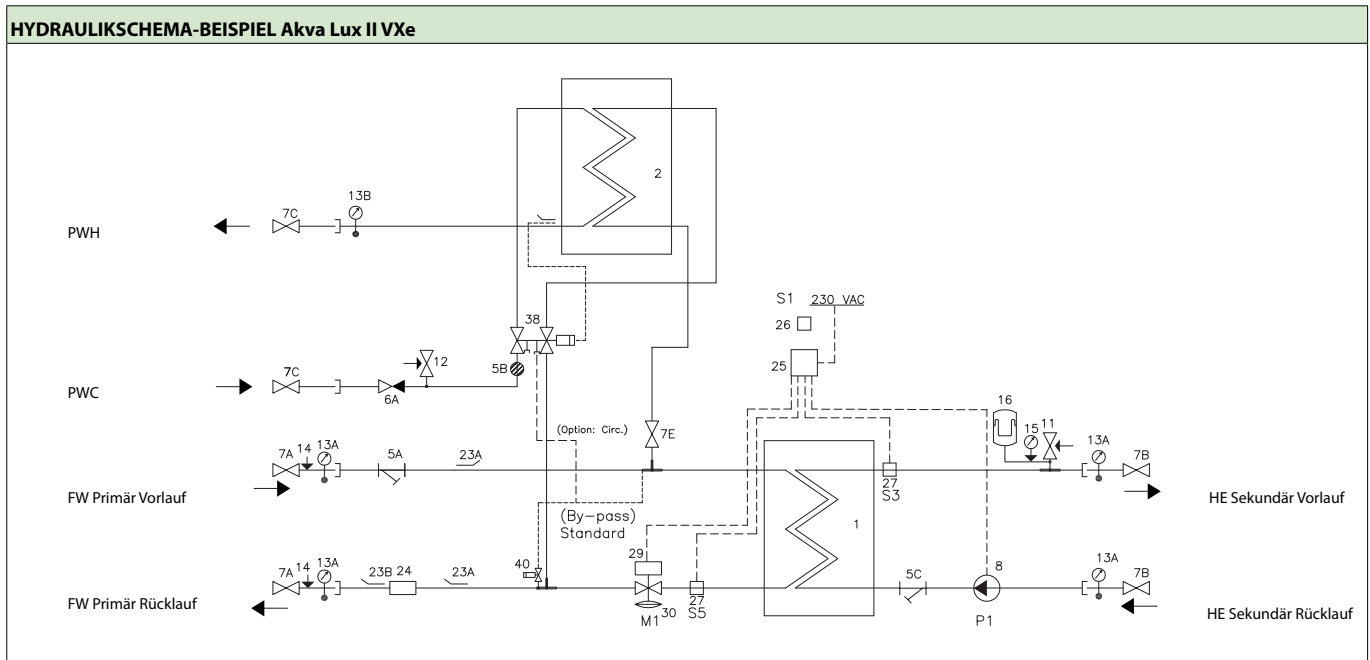 HYDRAULIKSCHEMA-BEISPIEL Akva Lux II VXe
2
13B
7C
PWH
S1 230 VAC
38
26
12
5B
25
7C
PWC
6A
16
(Option: Circ.)
7E
15 11
13A
7A 14 13A
5A
23A
7B
27
S3
FW Primär Vorlauf
HE Sekundär Vorlauf
(By-pass)
Standard
1
29
40
8
13A
7A 14 13A
23B 24
23A
5C
7B
27
30
S5
M1
P1
FW Primär Rücklauf
HE Sekundär Rücklauf